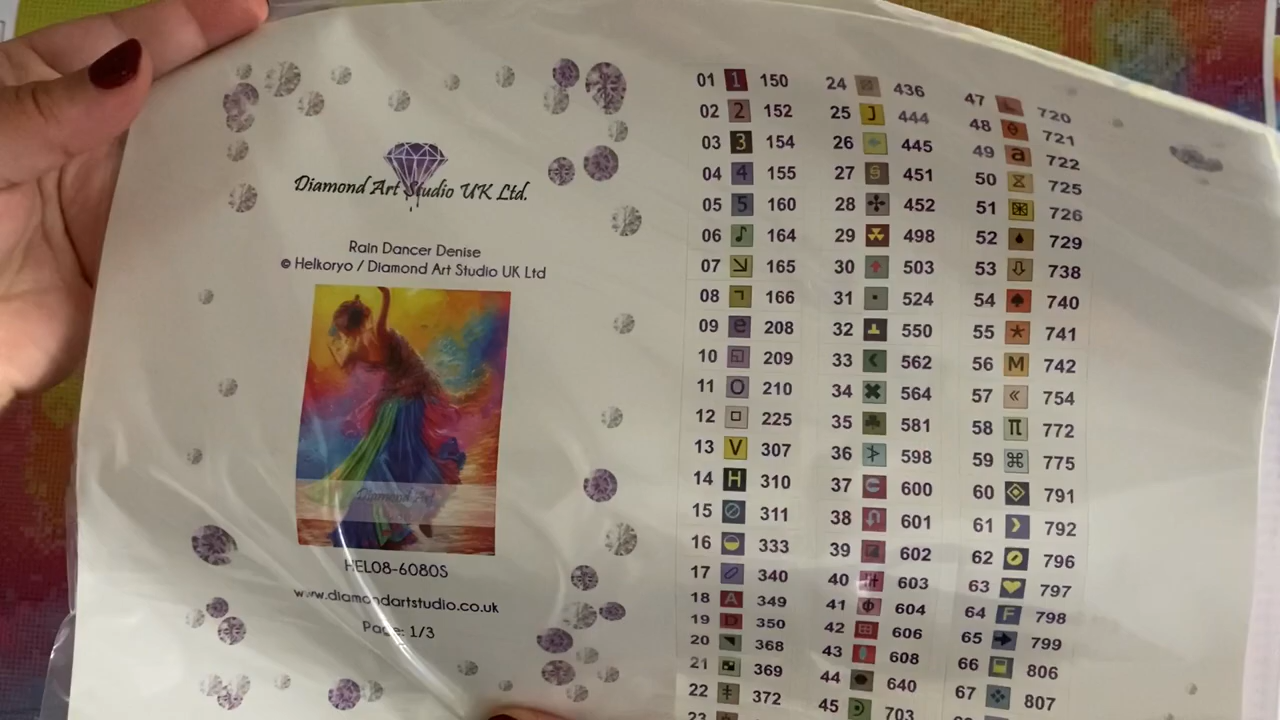 Diamond Art Studio UK Ltd.
Rain Dancer Denise
© Helkoryo / Diamond Art Studio UK Ltd
Diamond Art
HEL08-6080S
www.diamondartstudio.co.uk
Page: 1/3
01 1 150
02 2 152
03 3 154
04 4 155
05 5 160
06 ♪ 164
07 165
08 166
09 e 208
10 209
11 O 210
12 225
13 V 307
14 H 310
15 311
16 333
17 340
18 A 349
19 D 350
20 368
21 369
22 372
23
24 436
25 J 444
26 445
27 § 451
28 452
29 498
30 503
31 524
32 550
33 562
34 564
35 581
36 598
37 600
38 601
39 602
40 603
41 604
42 606
43 608
44 640
45 703
47 720
48 721
49 a 722
50 725
51 726
52 729
53 738
54 ♠ 740
55 741
56 M 742
57 « 754
58 π 772
59 ⌘ 775
60 791
61 792
62 796
63 ♥ 797
64 F 798
65 799
66 806
67 807